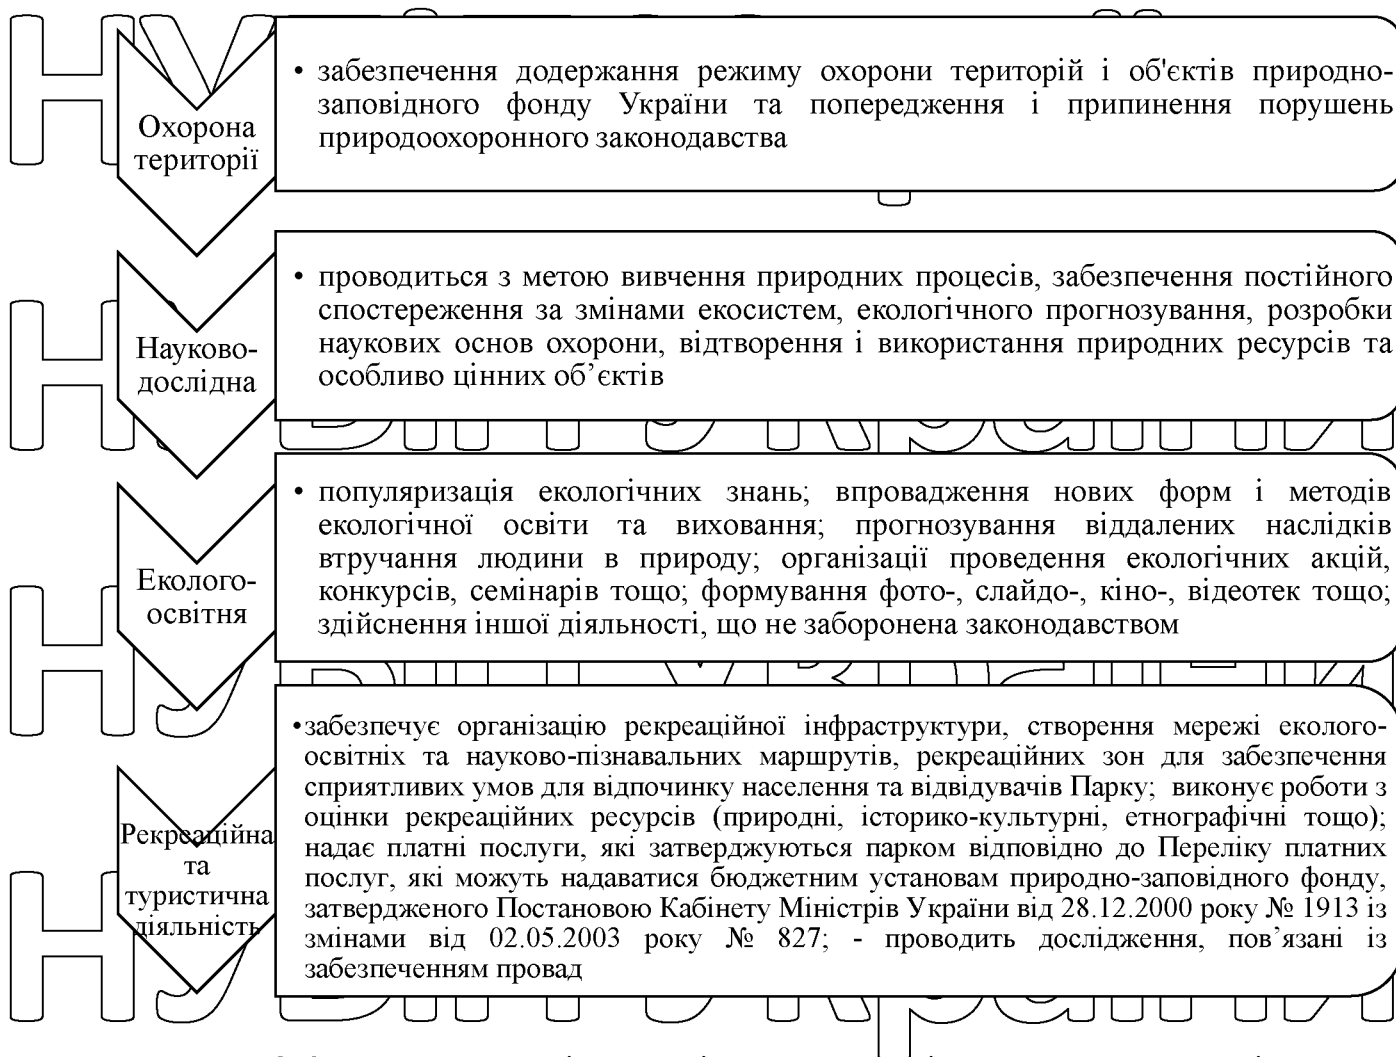 Охорона
території
• забезпечення додержання режиму охорони територій і об'єктів природно-
заповідного фонду України та попередження і припинення порушень
природоохоронного законодавства
Науково-
дослідна
• проводиться з метою вивчення природних процесів, забезпечення постійного
спостереження за змінами екосистем, екологічного прогнозування, розробки
наукових основ охорони, відтворення і використання природних ресурсів та
особливо цінних об’єктів
Еколого-
освітня
• популяризація екологічних знань; впровадження нових форм і методів
екологічної освіти та виховання; прогнозування віддалених наслідків
втручання людини в природу; організації проведення екологічних акцій,
конкурсів, семінарів тощо; формування фото-, слайдо-, кіно-, відеотек тощо;
здійснення іншої діяльності, що не заборонена законодавством
Рекреаційна
та
туристична
діяльність
•забезпечує організацію рекреаційної інфраструктури, створення мережі еколого-
освітніх та науково-пізнавальних маршрутів, рекреаційних зон для забезпечення
сприятливих умов для відпочинку населення та відвідувачів Парку; виконує роботи з
оцінки рекреаційних ресурсів (природні, історико-культурні, етнографічні тощо);
надає платні послуги, які затверджуються парком відповідно до Переліку платних
послуг, які можуть надаватися бюджетним установам природно-заповідного фонду,
затвердженого Постановою Кабінету Міністрів України від 28.12.2000 року № 1913 із
змінами від 02.05.2003 року № 827; - проводить дослідження, пов’язані із
забезпеченням провад